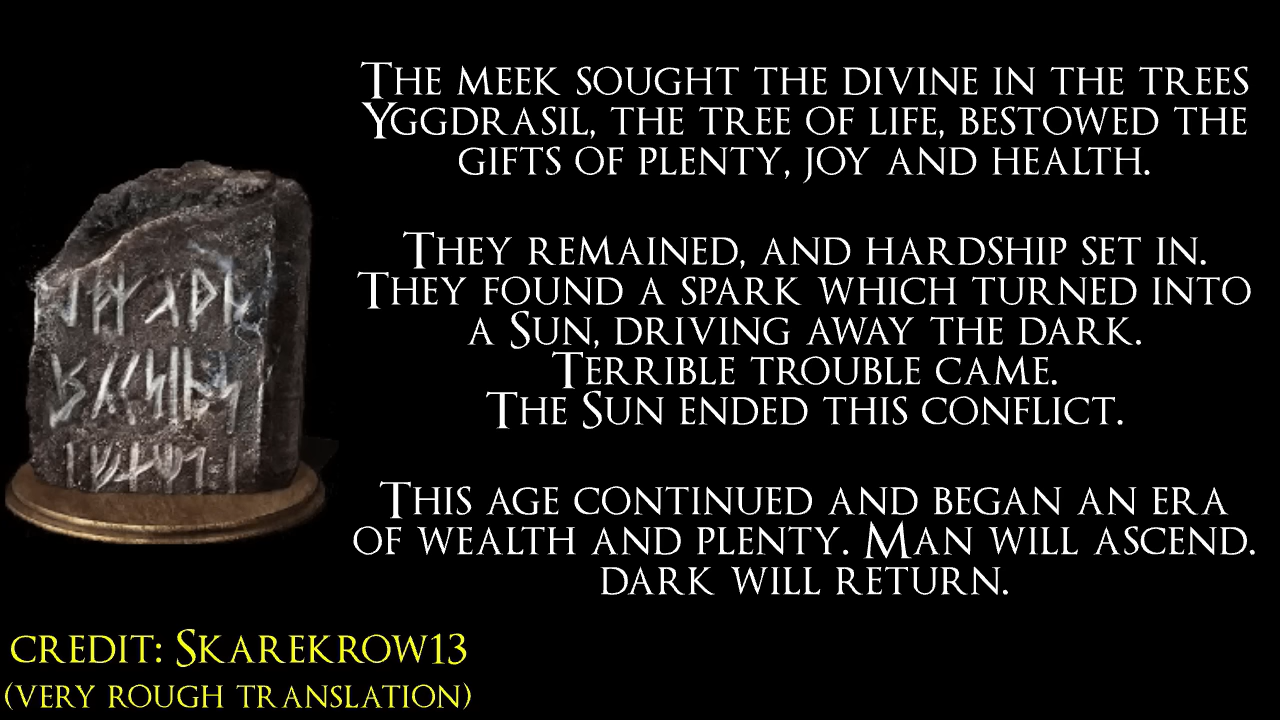 The meek sought the divine in the trees
Yggdrasil, the tree of life, bestowed the
gifts of plenty, joy and health.
They remained, and hardship set in.
They found a spark which turned into
a Sun, driving away the dark.
Terrible trouble came.
The Sun ended this conflict.
This age continued and began an era
of wealth and plenty. Man will ascend.
dark will return.
credit: Skarekrow13
(very rough translation)